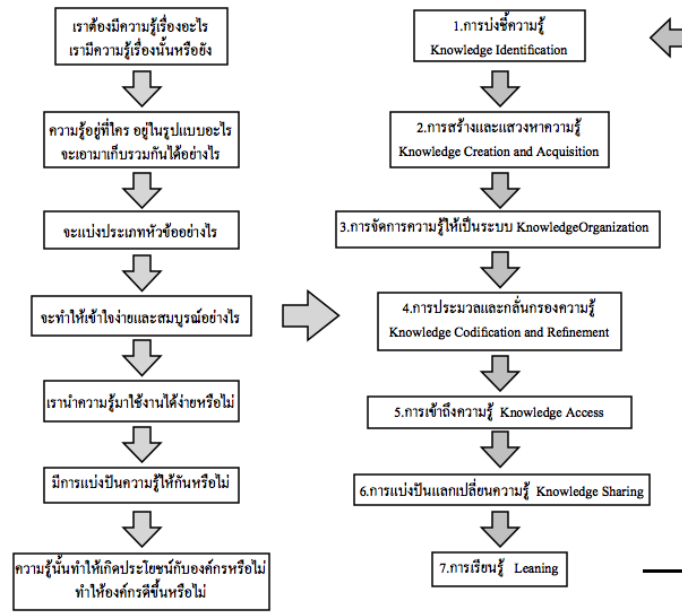 เราต้องมีความรู้เรื่องอะไร
เรามีความรู้เรื่องนั้นหรือยัง
ความรู้อยู่ที่ใคร อยู่ในรูปแบบอะไร
จะเอามาเก็บรวมกันได้อย่างไร
จะแบ่งประเภทหัวข้ออย่างไร
จะทำให้เข้าใจง่ายและสมบูรณ์อย่างไร
เรานำความรู้มาใช้งานได้ง่ายหรือไม่
มีการแบ่งปันความรู้ให้กันหรือไม่
ความรู้นั้นทำให้เกิดประโยชน์กับองค์กรหรือไม่
ทำให้องค์กรดีขึ้นหรือไม่
1.การบ่งชี้ความรู้
Knowledge Identification
2.การสร้างและแสวงหาความรู้
Knowledge Creation and Acquisition
3.การจัดการความรู้ให้เป็นระบบ KnowledgeOrganization
4.การประมวลและกลั่นกรองความรู้
Knowledge Codification and Refinement
5.การเข้าถึงความรู้ Knowledge Access
6.การแบ่งปันแลกเปลี่ยนความรู้ Knowledge Sharing
7.การเรียนรู้ Leaning